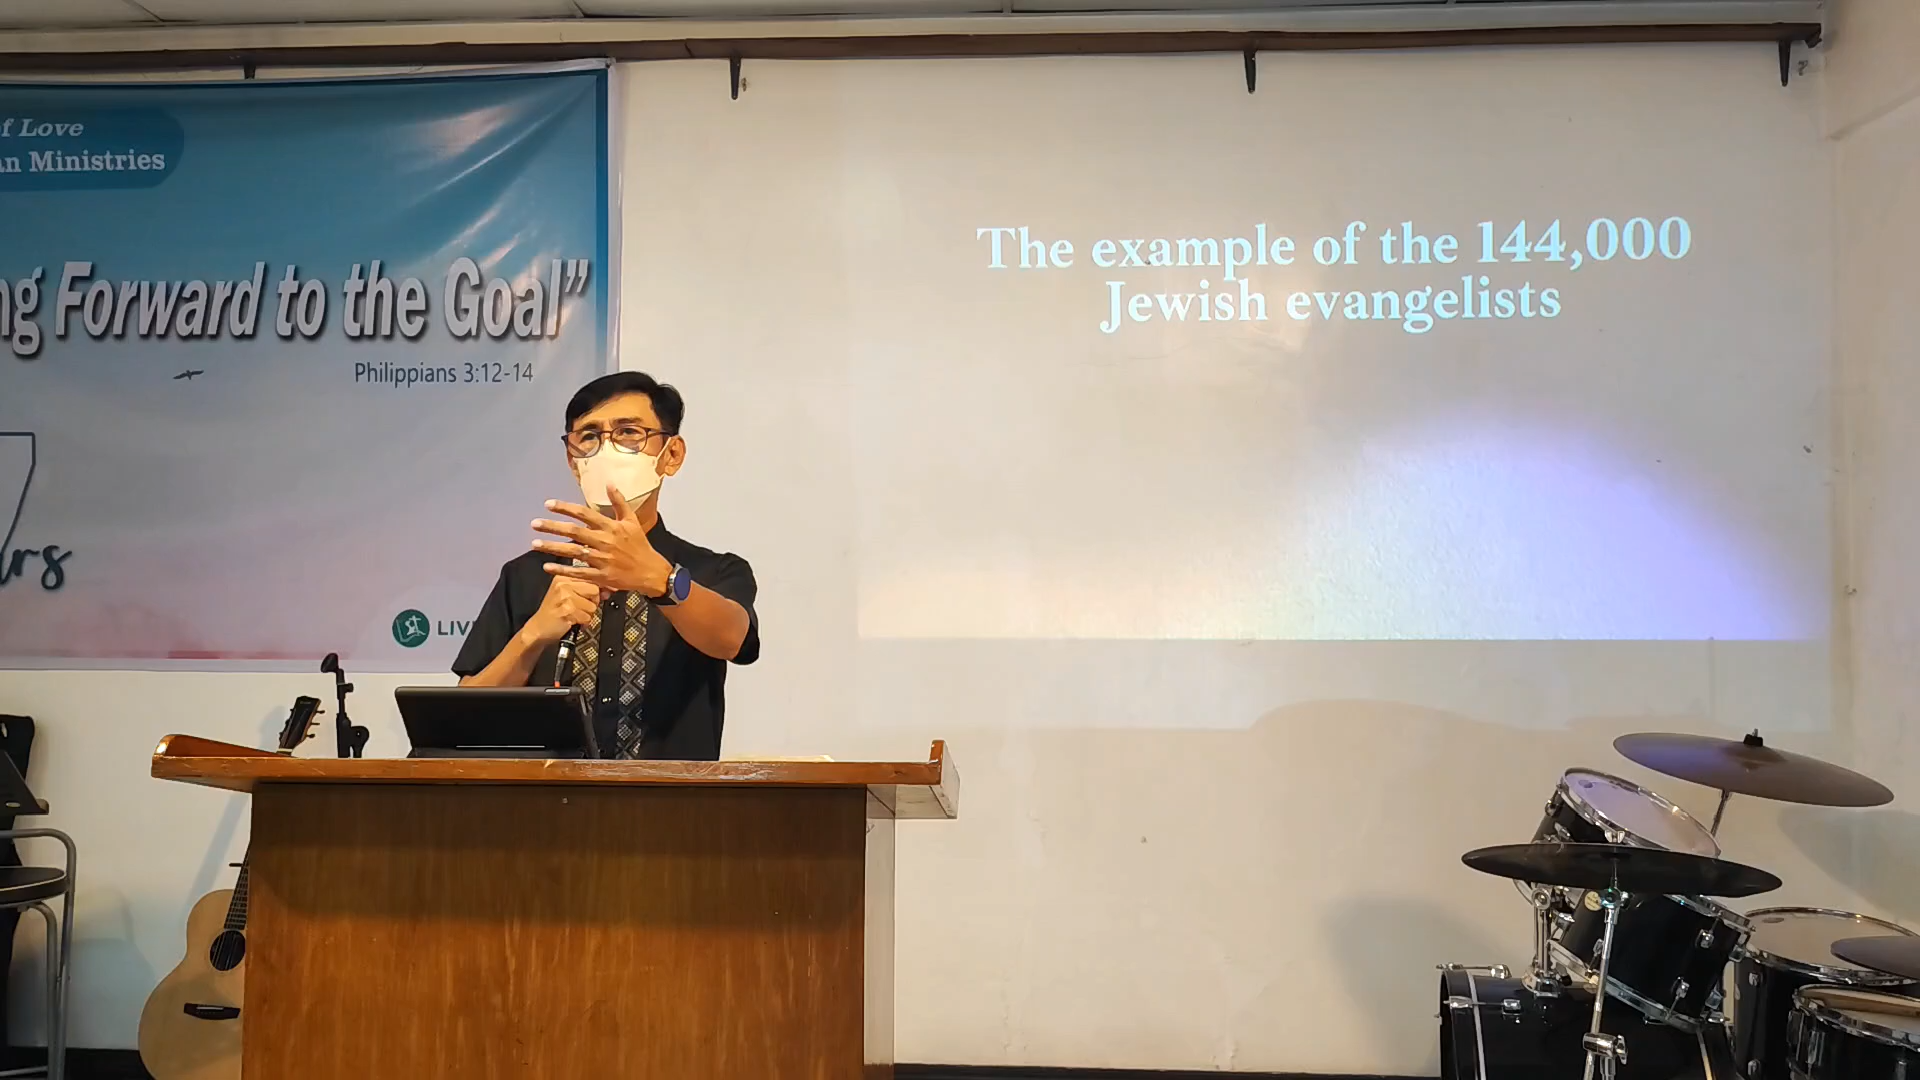 of Love
an Ministries
ng Forward to the Goal”
Philippians 3:12-14
rs
LIV
The example of the 144,000
Jewish evangelists